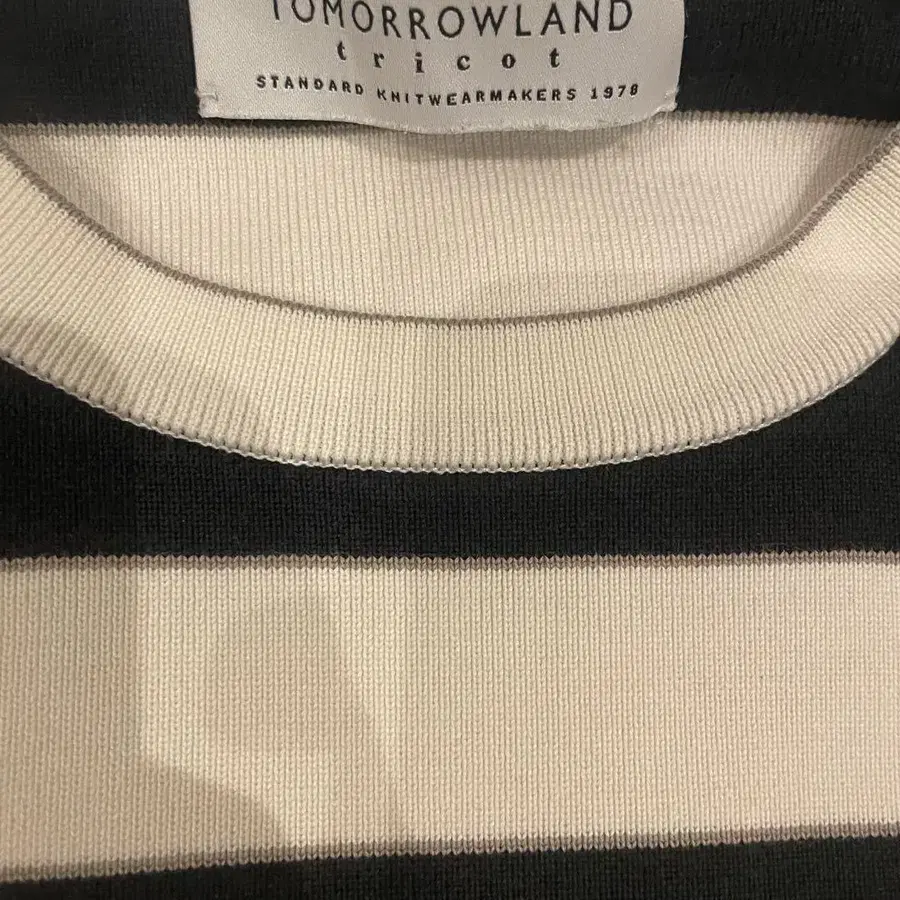 TOMORROWLAND
tricot
STANDARD KNITWEARMAKERS 1978